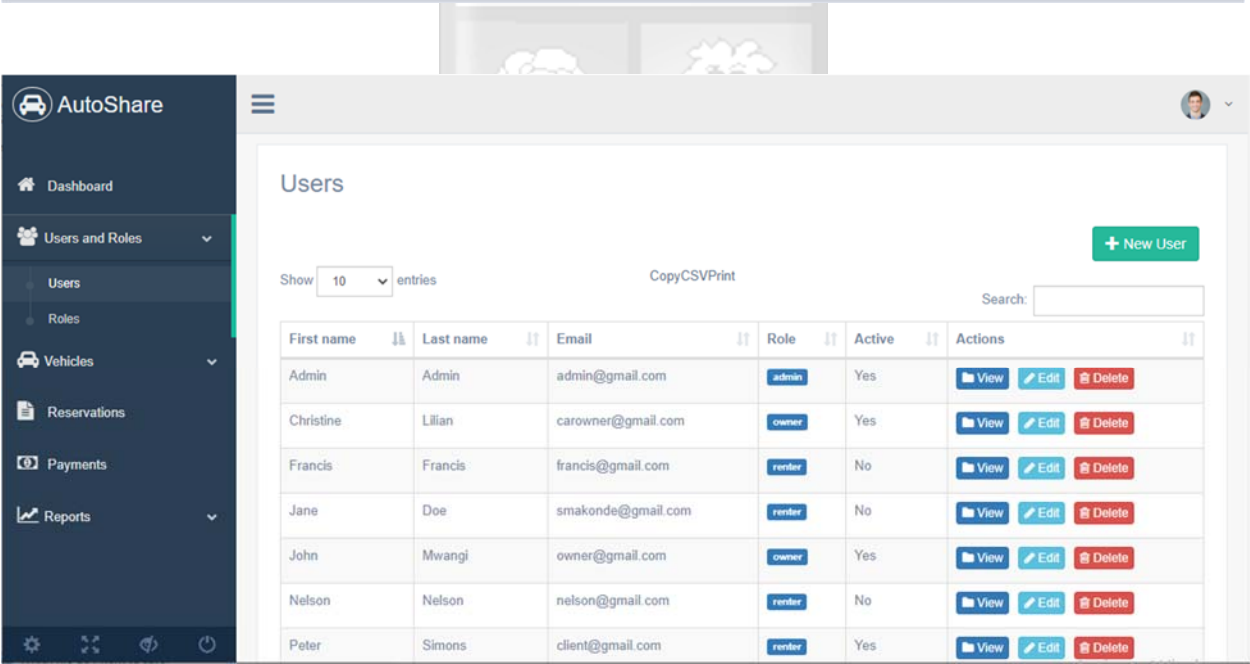 AutoShare
Dashboard
Users and Roles
Users
Roles
Vehicles
Reservations
Payments
Reports
Users
New User
Show 10 entries
CopyCSVPrint
Search:
First name Last name Email Role Active Actions
Admin Admin admin@gmail.com admin Yes View Edit Delete
Christine Lilian carowner@gmail.com owner Yes View Edit Delete
Francis Francis francis@gmail.com renter No View Edit Delete
Jane Doe smakonde@gmail.com renter No View Edit Delete
John Mwangi owner@gmail.com owner Yes View Edit Delete
Nelson Nelson nelson@gmail.com renter No View Edit Delete
Peter Simons client@gmail.com renter Yes View Edit Delete